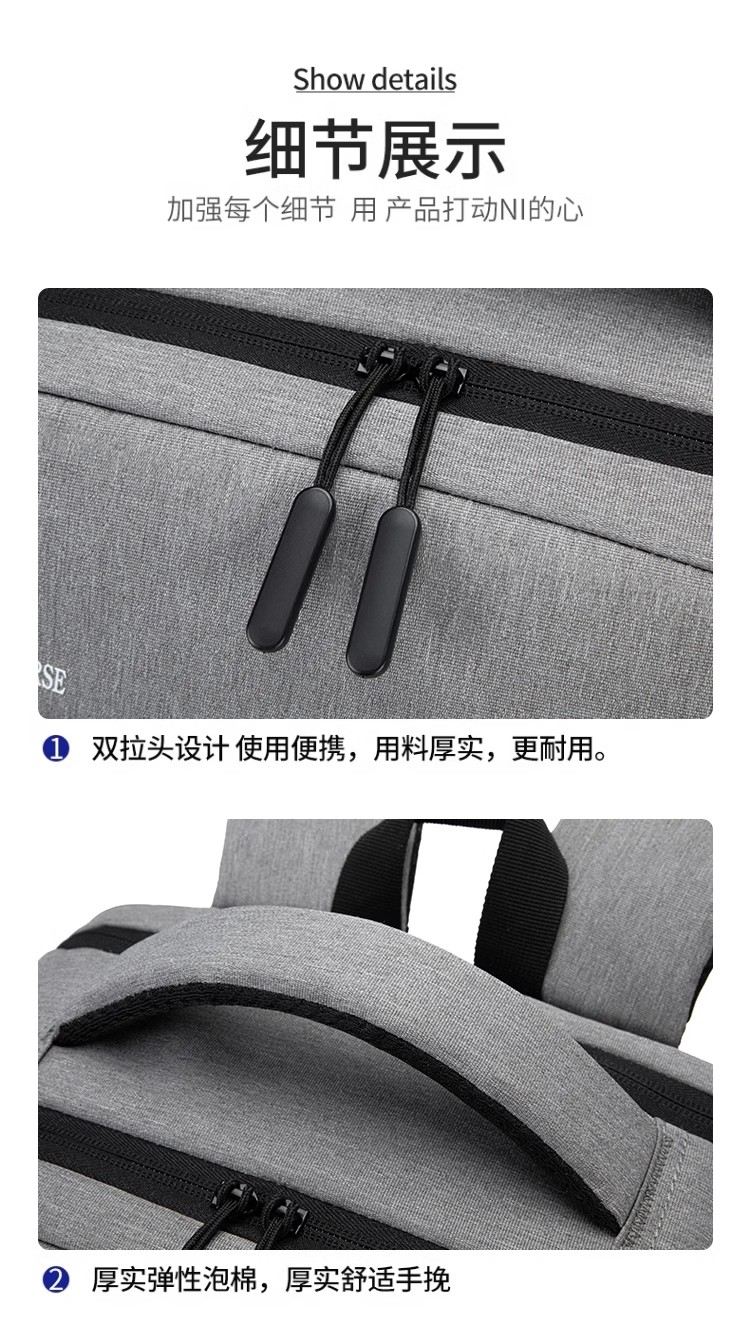 Show details
细节展示
加强每个细节 用 产品打动NI的心
RSE
1 双拉头设计 使用便携，用料厚实，更耐用。
2 厚实弹性泡棉，厚实舒适手挽